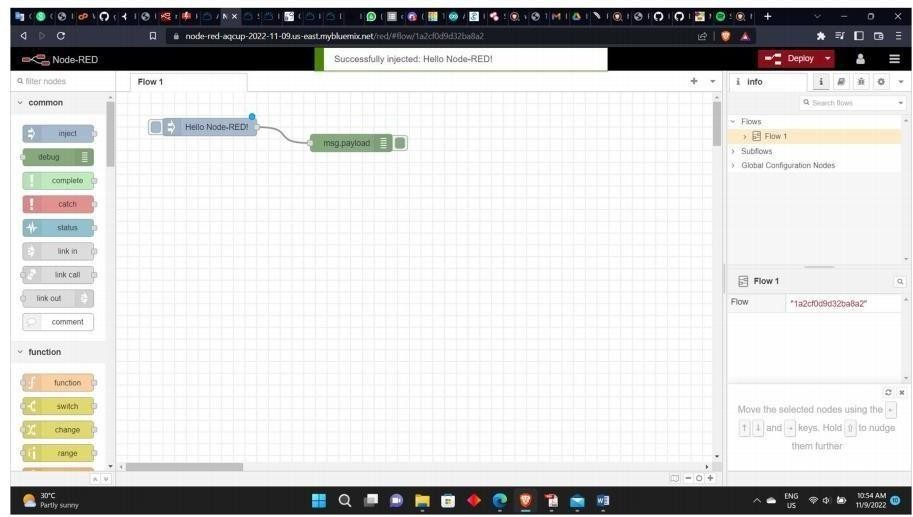 node-red-aqcup-2022-11-09.us-east.mybluemix.net/red/#flow/1a2cf0d9d32ba8a2
Node-RED
Successfully injected: Hello Node-RED!
Deploy
filter nodes
Flow 1
info
i
common
inject
debug
complete
catch
status
link in
link call
link out
comment
function
function
switch
change
range
Hello Node-RED!
msg.payload
Search flows
Flows
Flow 1
Subflows
Global Configuration Nodes
Flow 1
Flow "1a2cf0d9d32ba8a2"
Move the selected nodes using the ←
↑ ↓ and → keys. Hold ⇧ to nudge
them further
30°C
Partly sunny
ENG
US
10:54 AM
11/9/2022